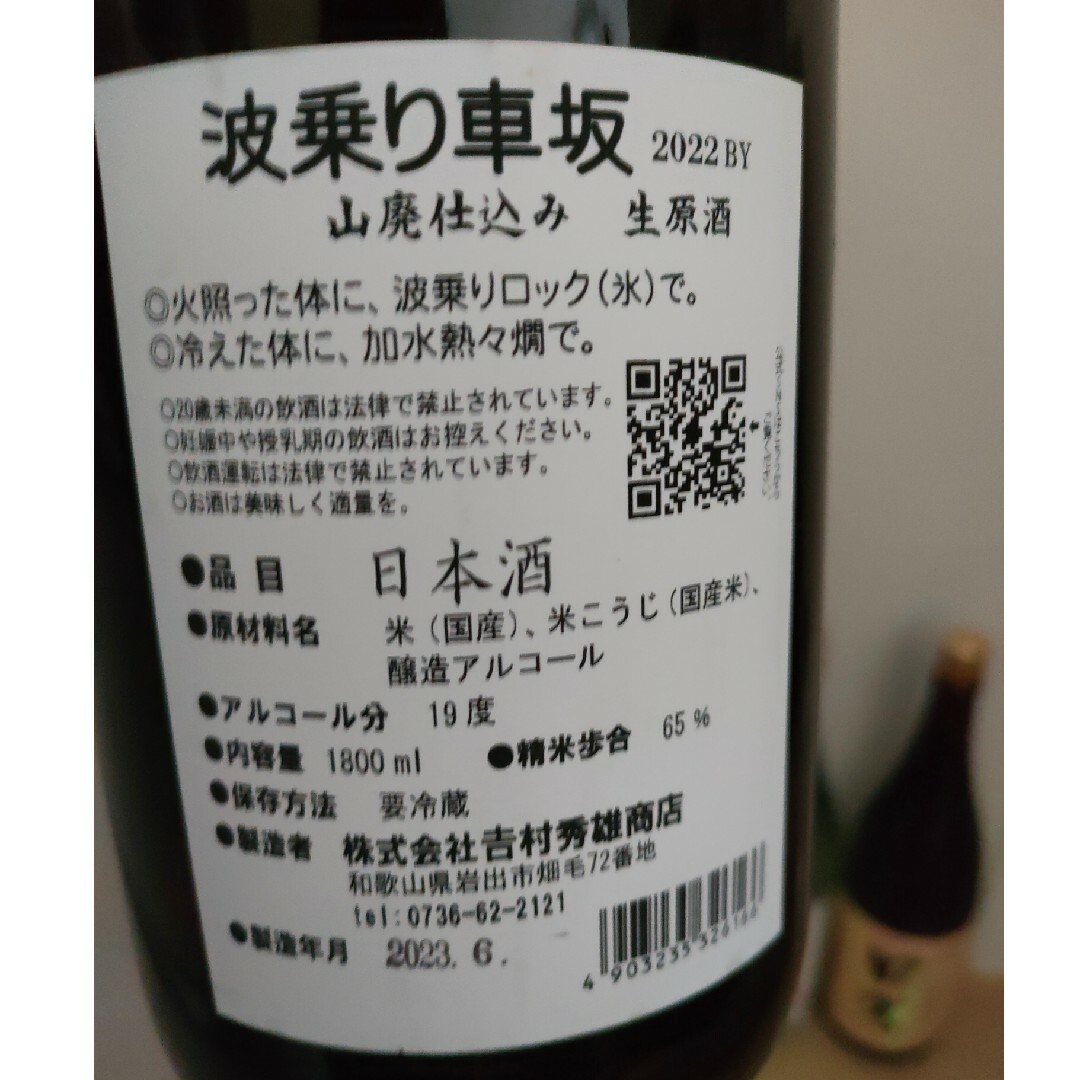 波乗り車坂 2022BY
山廃仕込み 生原酒
◎火照った体に、波乗りロック(氷)で。
◎冷えた体に、加水熱々燗で。
○20歳未満の飲酒は法律で禁止されています。
○妊娠中や授乳期の飲酒はお控えください。
○飲酒運転は法律で禁止されています。
○お酒は美味しく適量を。
●品目 日本酒
●原材料名 米(国産)、米こうじ(国産米)、
醸造アルコール
●アルコール分 19度
●内容量 1800ml ●精米歩合 65%
●保存方法 要冷蔵
●製造者 株式会社𠮷村秀雄商店
和歌山県岩出市畑毛72番地
tel:0736-62-2121
●製造年月 2023.6.